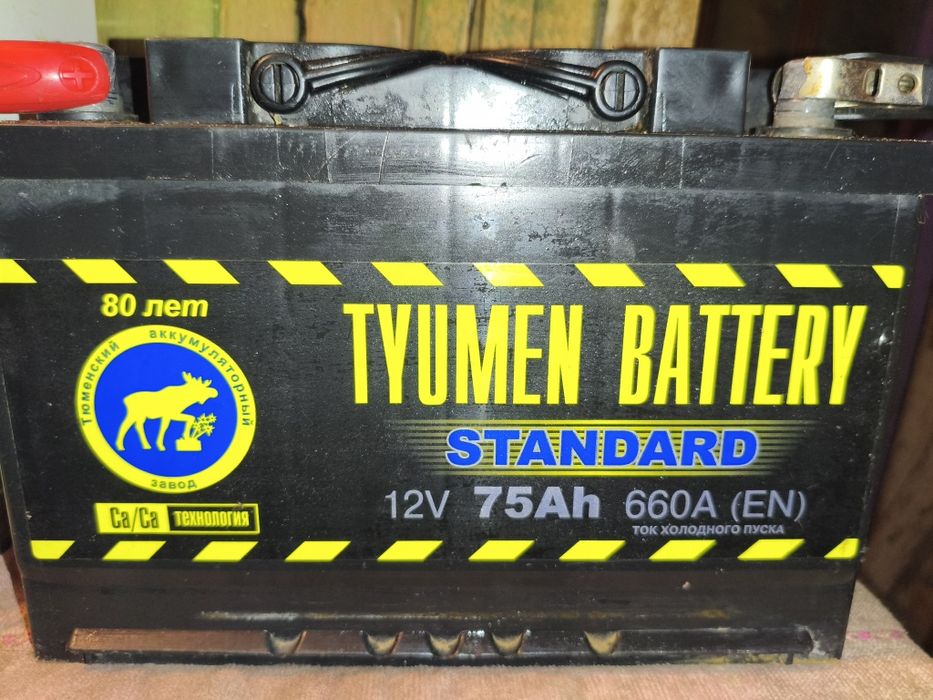 80 лет
Тюменский аккумуляторный
завод
Ca/Ca технология
TYUMEN BATTERY
STANDARD
12V 75Ah 660A (EN)
ТОК ХОЛОДНОГО ПУСКА